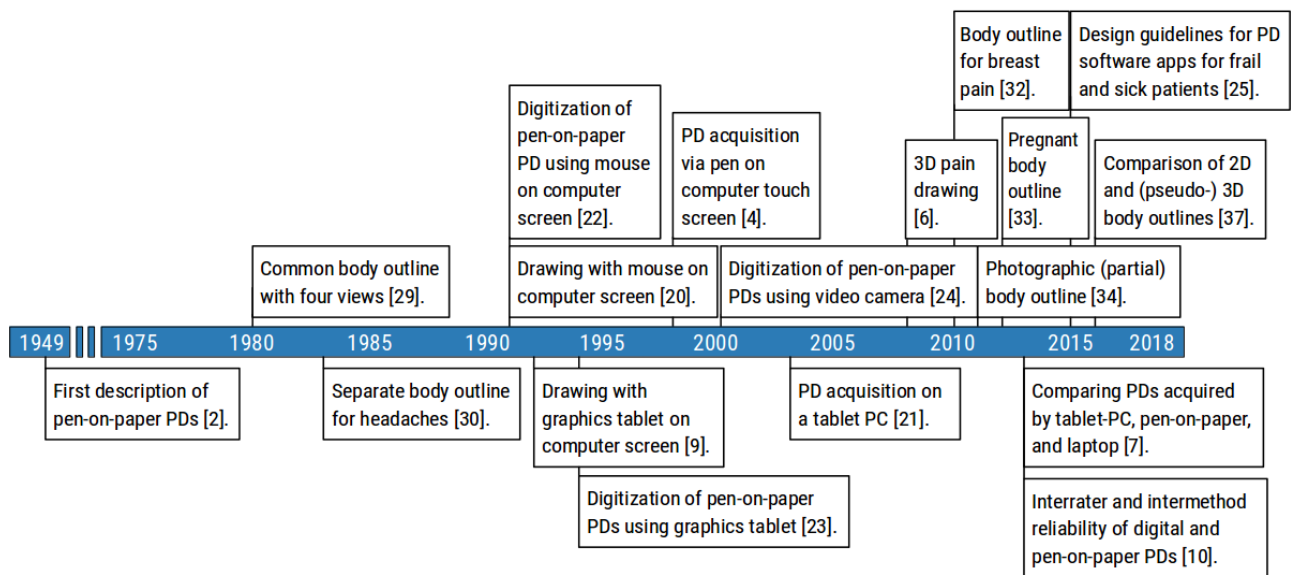 Body outline
for breast
pain [32].
Design guidelines for PD
software apps for frail
and sick patients [25].
Digitization of
pen-on-paper
PD using mouse
on computer
screen [22].
PD acquisition
via pen on
computer touch
screen [4].
3D pain
drawing
[6].
Pregnant
body
outline
[33].
Comparison of 2D
and (pseudo-) 3D
body outlines [37].
Common body outline
with four views [29].
Drawing with mouse on
computer screen [20].
Digitization of pen-on-paper
PDs using video camera [24].
Photographic (partial)
body outline [34].
1949 1975 1980 1985 1990 1995 2000 2005 2010 2015 2018
First description of
pen-on-paper PDs [2].
Separate body outline
for headaches [30].
Drawing with
graphics tablet on
computer screen [9].
PD acquisition on
a tablet PC [21].
Comparing PDs acquired
by tablet-PC, pen-on-paper,
and laptop [7].
Digitization of pen-on-paper
PDs using graphics tablet [23].
Interrater and intermethod
reliability of digital and
pen-on-paper PDs [10].